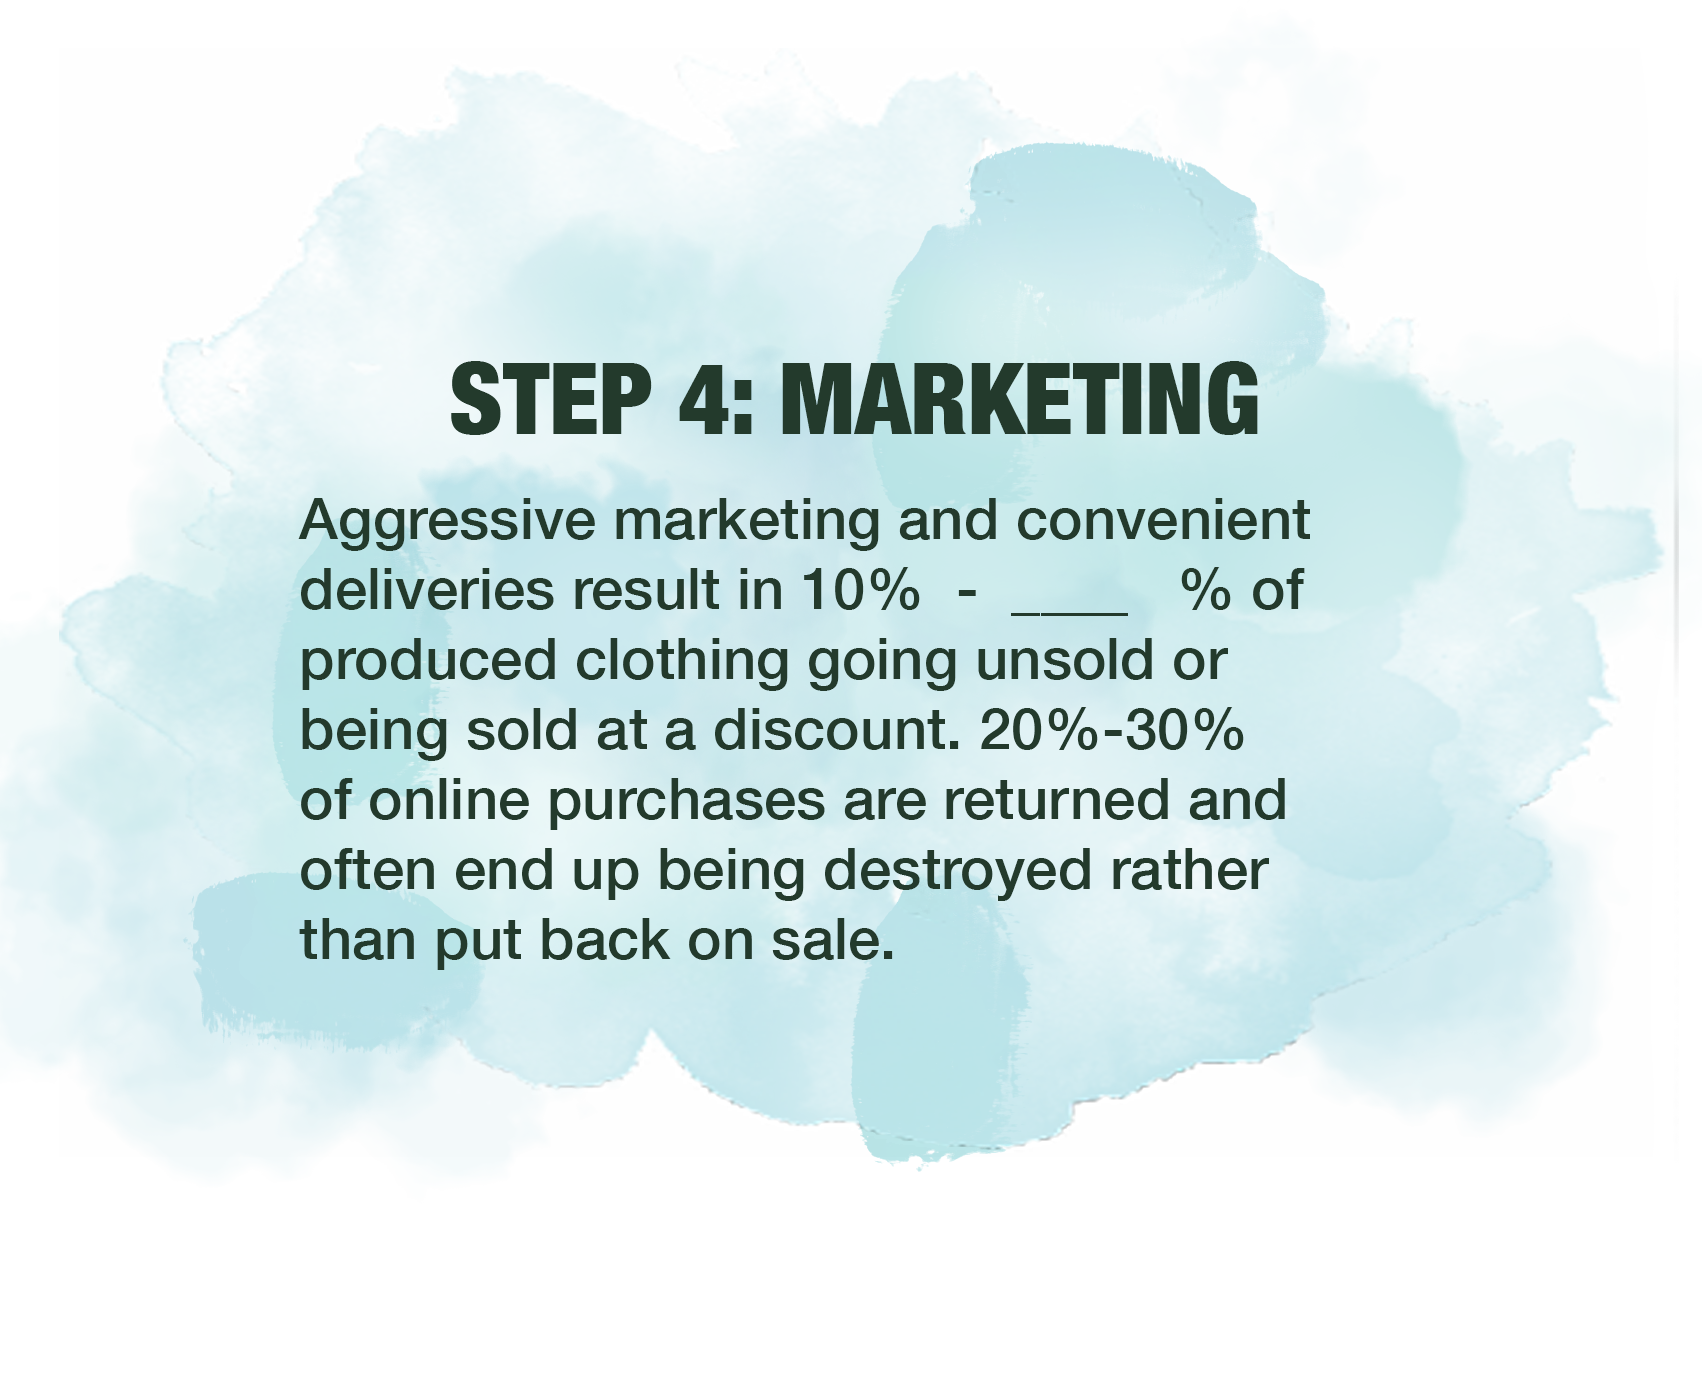 STEP 4: MARKETING
Aggressive marketing and convenient
deliveries result in 10%  -  ____   % of
produced clothing going unsold or
being sold at a discount. 20%-30%
of online purchases are returned and
often end up being destroyed rather
than put back on sale.